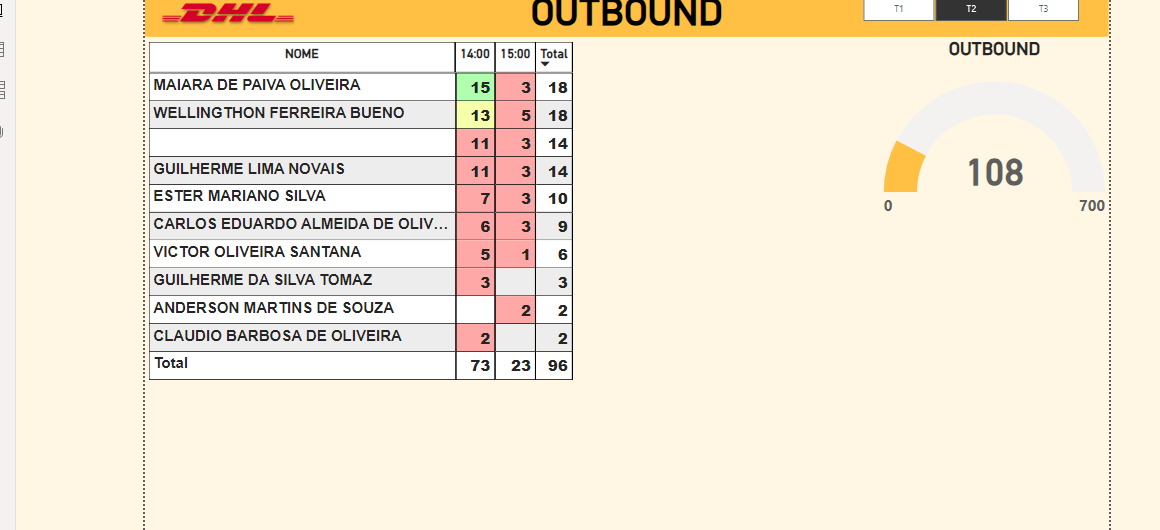 DHL
OUTBOUND
T1 T2 T3
NOME 14:00 15:00 Total
MAIARA DE PAIVA OLIVEIRA 15 3 18
WELLINGTHON FERREIRA BUENO 13 5 18
11 3 14
GUILHERME LIMA NOVAIS 11 3 14
ESTER MARIANO SILVA 7 3 10
CARLOS EDUARDO ALMEIDA DE OLIV... 6 3 9
VICTOR OLIVEIRA SANTANA 5 1 6
GUILHERME DA SILVA TOMAZ 3 3
ANDERSON MARTINS DE SOUZA 2 2
CLAUDIO BARBOSA DE OLIVEIRA 2 2
Total 73 23 96
OUTBOUND
108
0 700